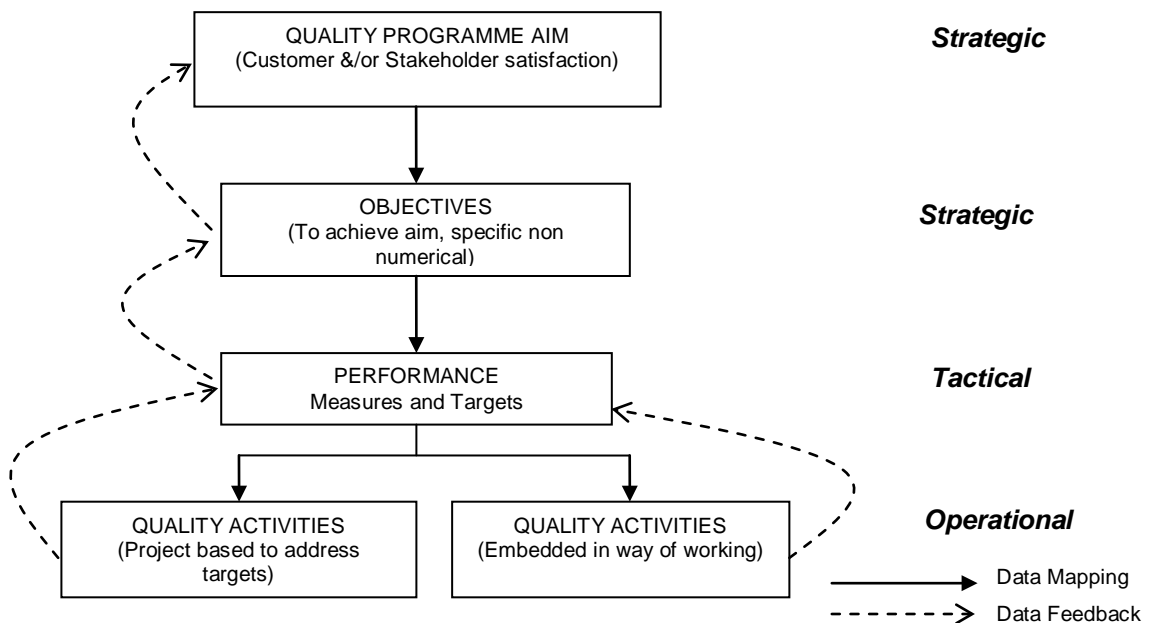 QUALITY PROGRAMME AIM
(Customer &/or Stakeholder satisfaction)
Strategic
OBJECTIVES
(To achieve aim, specific non
numerical)
Strategic
PERFORMANCE
Measures and Targets
Tactical
QUALITY ACTIVITIES
(Project based to address
targets)
QUALITY ACTIVITIES
(Embedded in way of working)
Operational
Data Mapping
Data Feedback